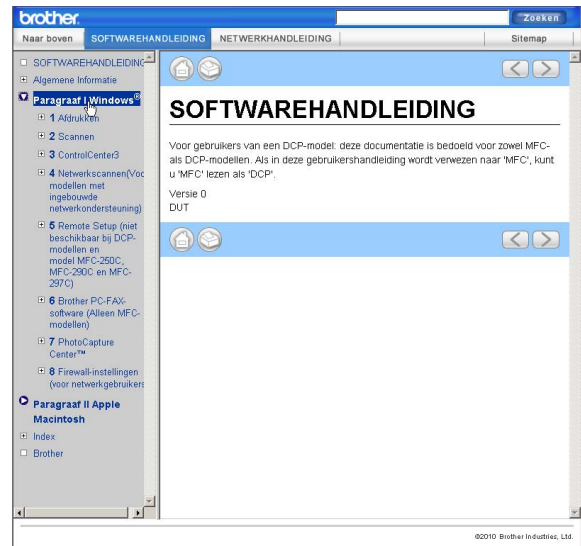 brother.
Zoeken
Naar boven SOFTWAREHANDLEIDING NETWERKHANDLEIDING Sitemap
SOFTWAREHANDLEIDING
Algemene Informatie
Paragraaf I Windows®
1 Afdrukken
2 Scannen
3 ControlCenter3
4 Netwerkscannen(Voo
modellen met
ingebouwde
netwerkondersteuning)
5 Remote Setup (niet
beschikbaar bij DCP-
modellen en
model MFC-250C,
MFC-290C en MFC-
297C)
6 Brother PC-FAX-
software (Alleen MFC-
modellen)
7 PhotoCapture
Center™
8 Firewall-instellingen
(voor netwerkgebruikers
Paragraaf II Apple
Macintosh
Index
Brother
SOFTWAREHANDLEIDING
Voor gebruikers van een DCP-model: deze documentatie is bedoeld voor zowel MFC-
als DCP-modellen. Als in deze gebruikershandleiding wordt verwezen naar 'MFC', kunt
u 'MFC' lezen als 'DCP'.
Versie 0
DUT
©2010 Brother Industries, Ltd.